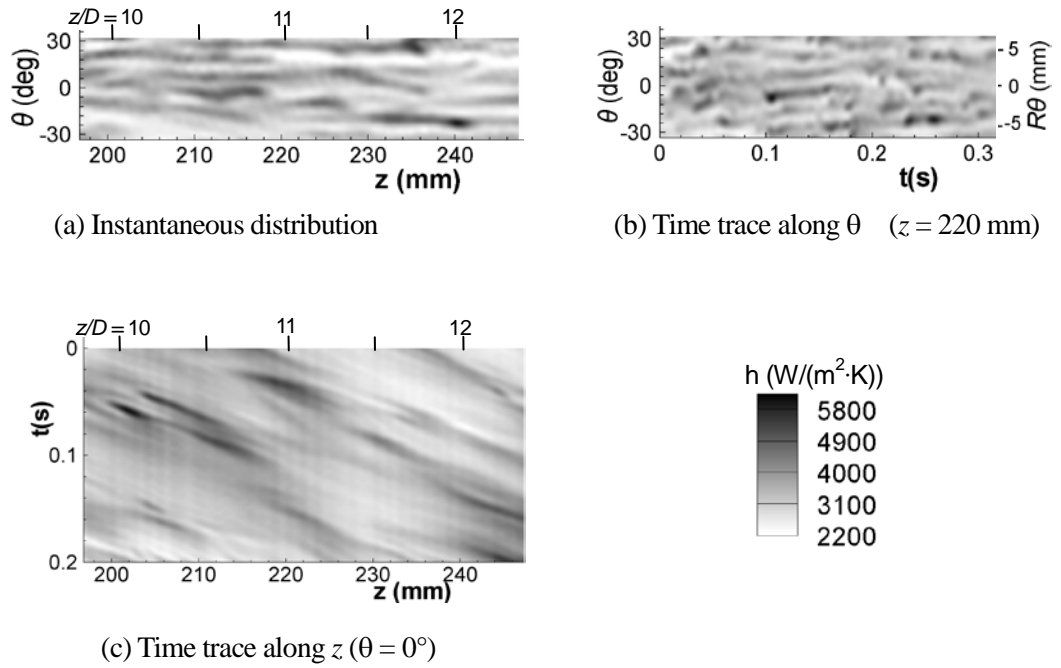 z/D = 10 11 12
θ (deg)
30
0
-30
200 210 220 230 240
z (mm)
(a) Instantaneous distribution
θ (deg)
30
0
-30
5
0
-5
Rθ (mm)
0 0.1 0.2 0.3
t(s)
(b) Time trace along θ (z = 220 mm)
z/D = 10 11 12
t(s)
0
0.1
0.2
200 210 220 230 240
z (mm)
(c) Time trace along z (θ = 0°)
h (W/(m²·K))
5800
4900
4000
3100
2200